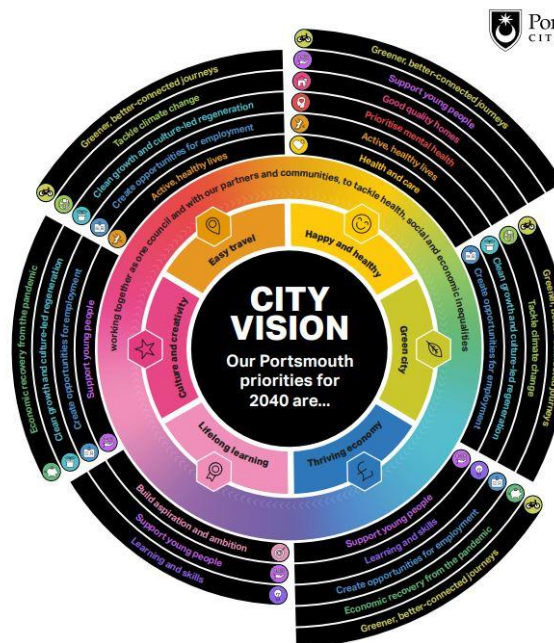 Por
CIT
CITY
VISION
Our Portsmouth
priorities for
2040 are...
Happy and healthy
Green city
Thriving economy
Lifelong learning
Culture and creativity
Easy travel
working together as one council and with our partners and communities, to tackle health, social and economic inequalities
Greener, better-connected journeys
Support young people
Good quality homes
Prioritise mental health
Active, healthy lives
Health and care
Greener, journeys
Tackle climate change
Clean growth and culture-led regeneration
Create opportunities for employment
Support young people
Learning and skills
Create opportunities for employment
Economic recovery from the pandemic
Greener, better-connected journeys
Build aspiration and ambition
Support young people
Learning and skills
Economic recovery from the pandemic
Clean growth and culture-led regeneration
Create opportunities for employment
Support young people
Greener, better-connected journeys
Tackle climate change
Clean growth and culture-led regeneration
Create opportunities for employment
Active, healthy lives